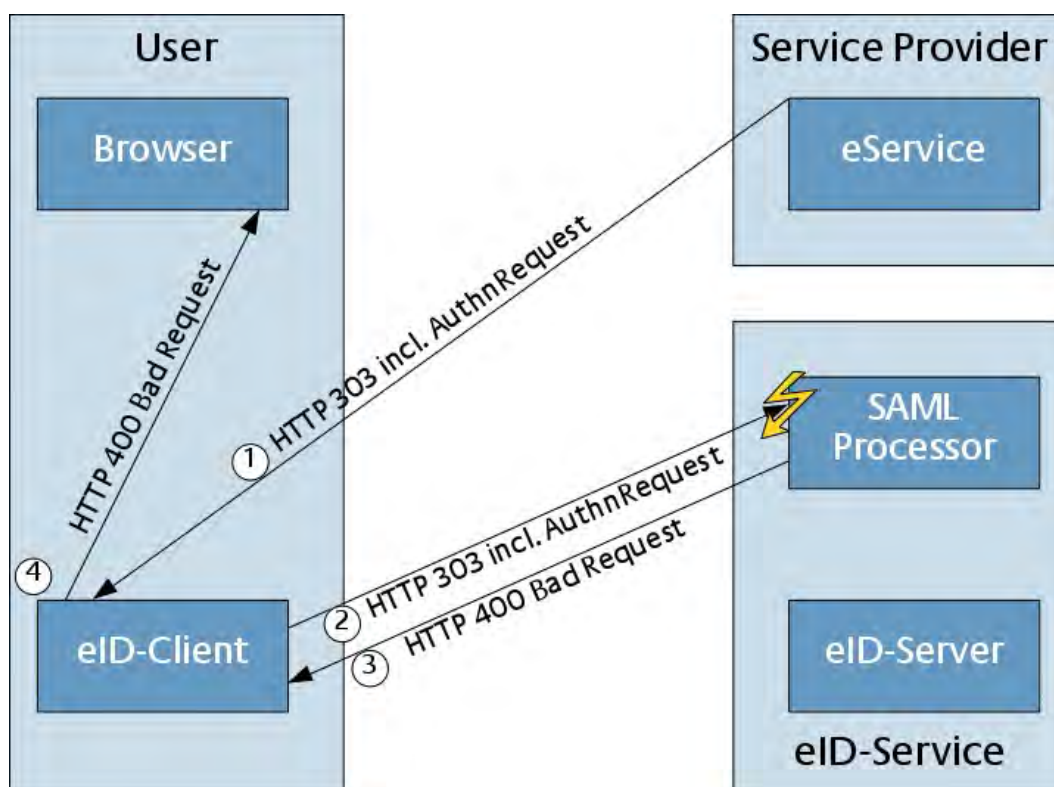 User
Service Provider
Browser
eService
HTTP 400 Bad Request
1 HTTP 303 incl. AuthnRequest
SAML
Processor
2 HTTP 303 incl. AuthnRequest
3 HTTP 400 Bad Request
4
eID-Client
eID-Server
eID-Service